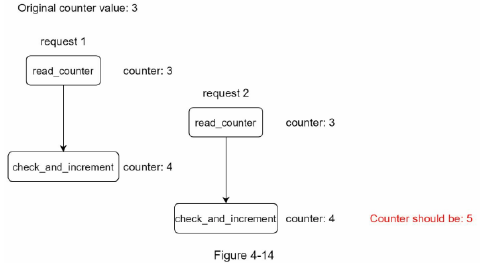 Original counter value: 3
request 1
read_counter
counter: 3
request 2
read_counter
counter: 3
check_and_increment
counter: 4
check_and_increment
counter: 4
Counter should be: 5
Figure 4-14